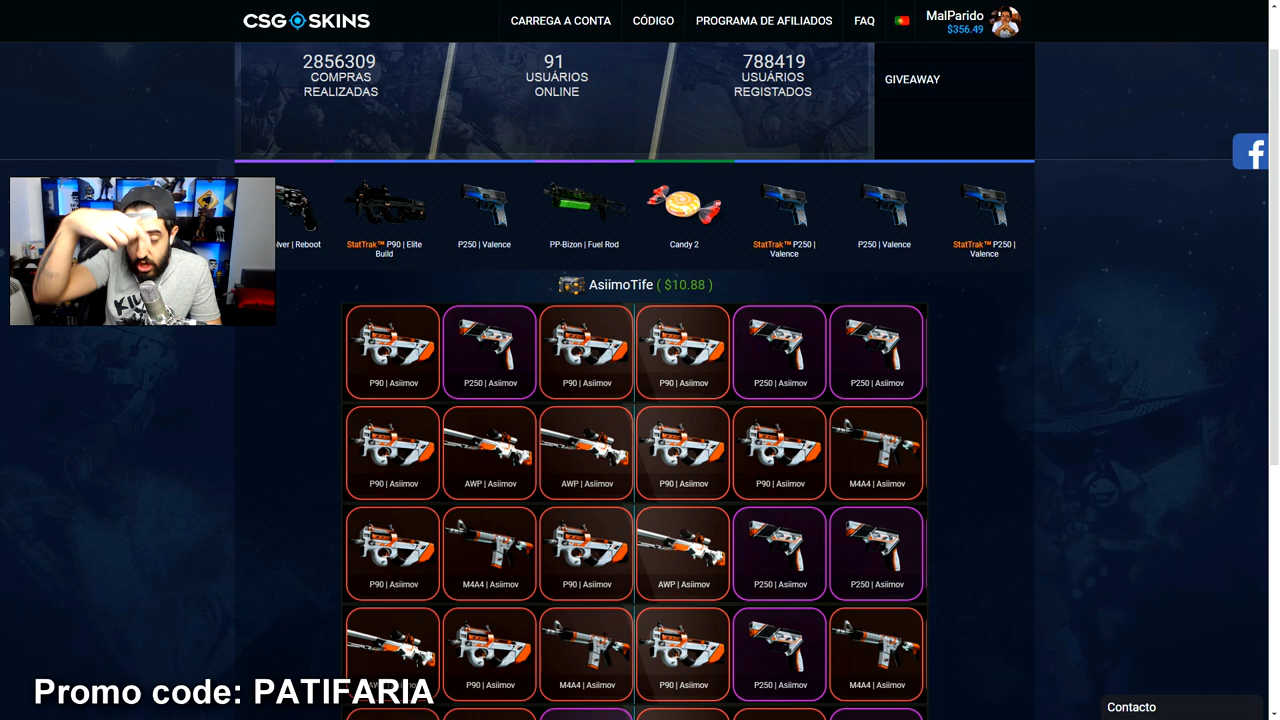 CSGOSKINS
CARREGA A CONTA
CÓDIGO
PROGRAMA DE AFILIADOS
FAQ
MalParido
$356.49
2856309
COMPRAS
REALIZADAS
91
USUÁRIOS
ONLINE
788419
USUÁRIOS
REGISTADOS
GIVEAWAY
f
lver | Reboot
StatTrak™ P90 | Elite
Build
P250 | Valence
PP-Bizon | Fuel Rod
Candy 2
StatTrak™ P250 |
Valence
P250 | Valence
StatTrak™ P250 |
Valence
AsiimoTife ( $10.88 )
P90 | Asiimov
P250 | Asiimov
P90 | Asiimov
P90 | Asiimov
P250 | Asiimov
P250 | Asiimov
P90 | Asiimov
AWP | Asiimov
AWP | Asiimov
P90 | Asiimov
P90 | Asiimov
M4A4 | Asiimov
P90 | Asiimov
M4A4 | Asiimov
P90 | Asiimov
AWP | Asiimov
P250 | Asiimov
P250 | Asiimov
P90 | Asiimov
M4A4 | Asiimov
P90 | Asiimov
P250 | Asiimov
M4A4 | Asiimov
Promo code: PATIFARIA
Contacto